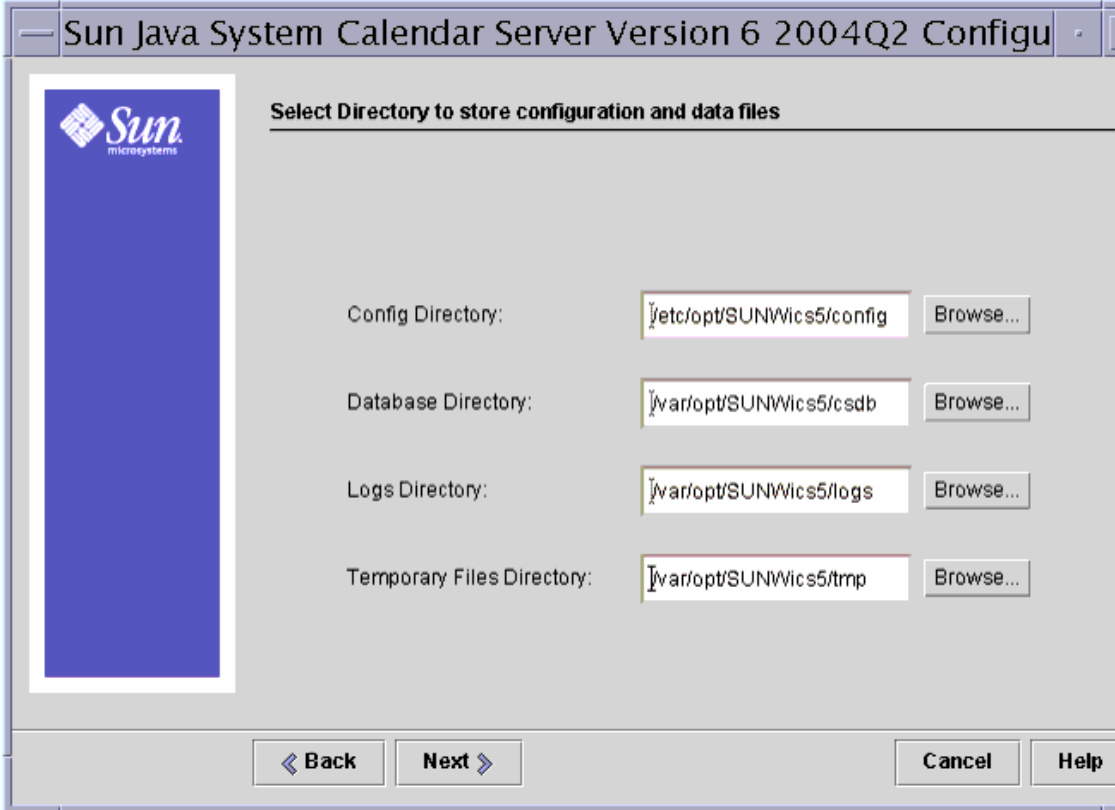 Sun Java System Calendar Server Version 6 2004Q2 Configu
Sun
microsystems
Select Directory to store configuration and data files
Config Directory: /etc/opt/SUNWics5/config Browse...
Database Directory: /var/opt/SUNWics5/csdb Browse...
Logs Directory: /var/opt/SUNWics5/logs Browse...
Temporary Files Directory: /var/opt/SUNWics5/tmp Browse...
Back Next Cancel Help